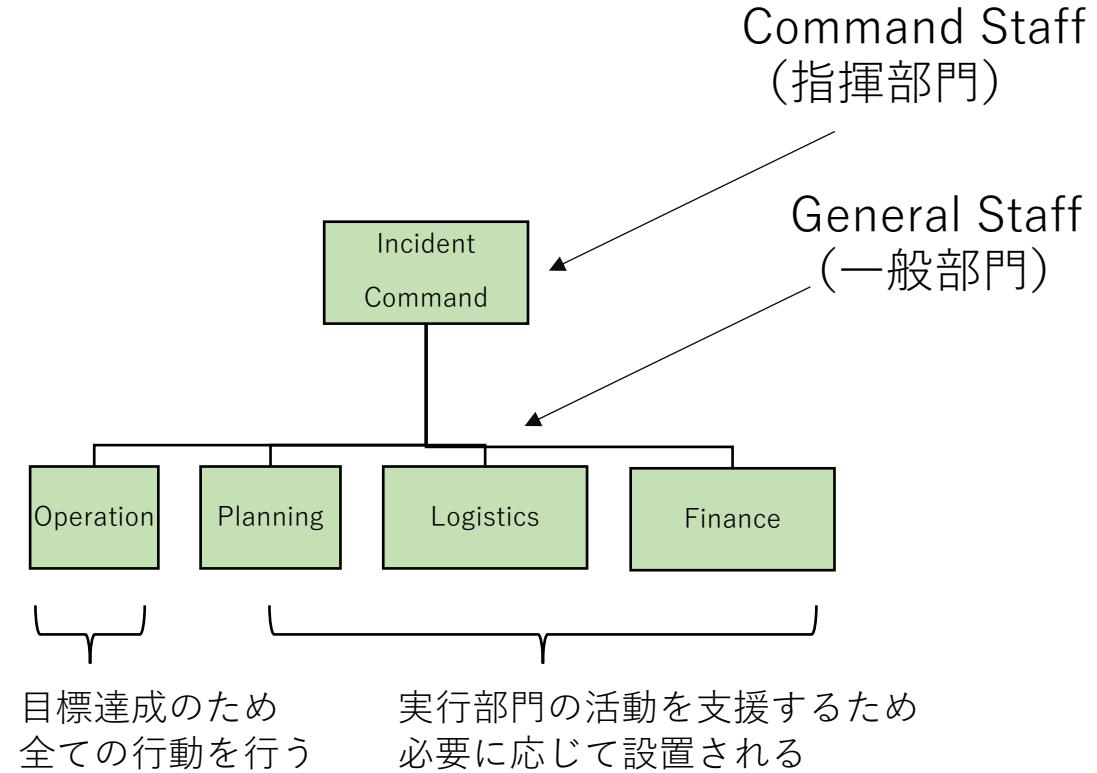 Command Staff
（指揮部門）
General Staff
（一般部門）
Incident
Command
Operation
Planning
Logistics
Finance
目標達成のため
全ての行動を行う
実行部門の活動を支援するため
必要に応じて設置される